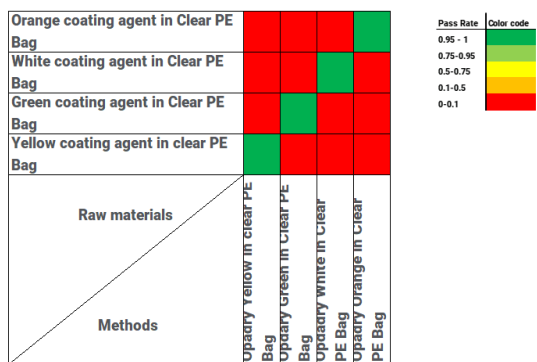 Orange coating agent in Clear PE
Bag
White coating agent in Clear PE
Bag
Green coating agent in Clear PE
Bag
Yellow coating agent in clear PE
Bag
Raw materials
Methods
Opadry Yellow in clear PE
Bag
Opdary Green in Clear PE
Bag
Opdadry White in Clear
PE Bag
Opadry Orange in Clear
PE Bag
Pass Rate Color code
0.95 - 1
0.75-0.95
0.5-0.75
0.1-0.5
0-0.1